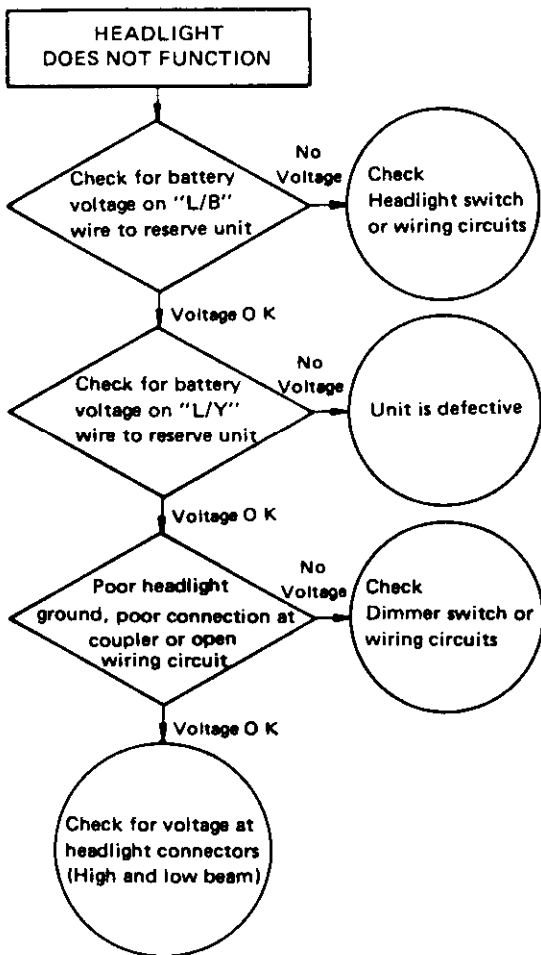 HEADLIGHT
DOES NOT FUNCTION
Check for battery
voltage on "L/B"
wire to reserve unit
No
Voltage
Check
Headlight switch
or wiring circuits
Voltage O K
Check for battery
voltage on "L/Y"
wire to reserve unit
No
Voltage
Unit is defective
Voltage O K
Poor headlight
ground, poor connection at
coupler or open
wiring circuit
No
Voltage
Check
Dimmer switch or
wiring circuits
Voltage O K
Check for voltage at
headlight connectors
(High and low beam)